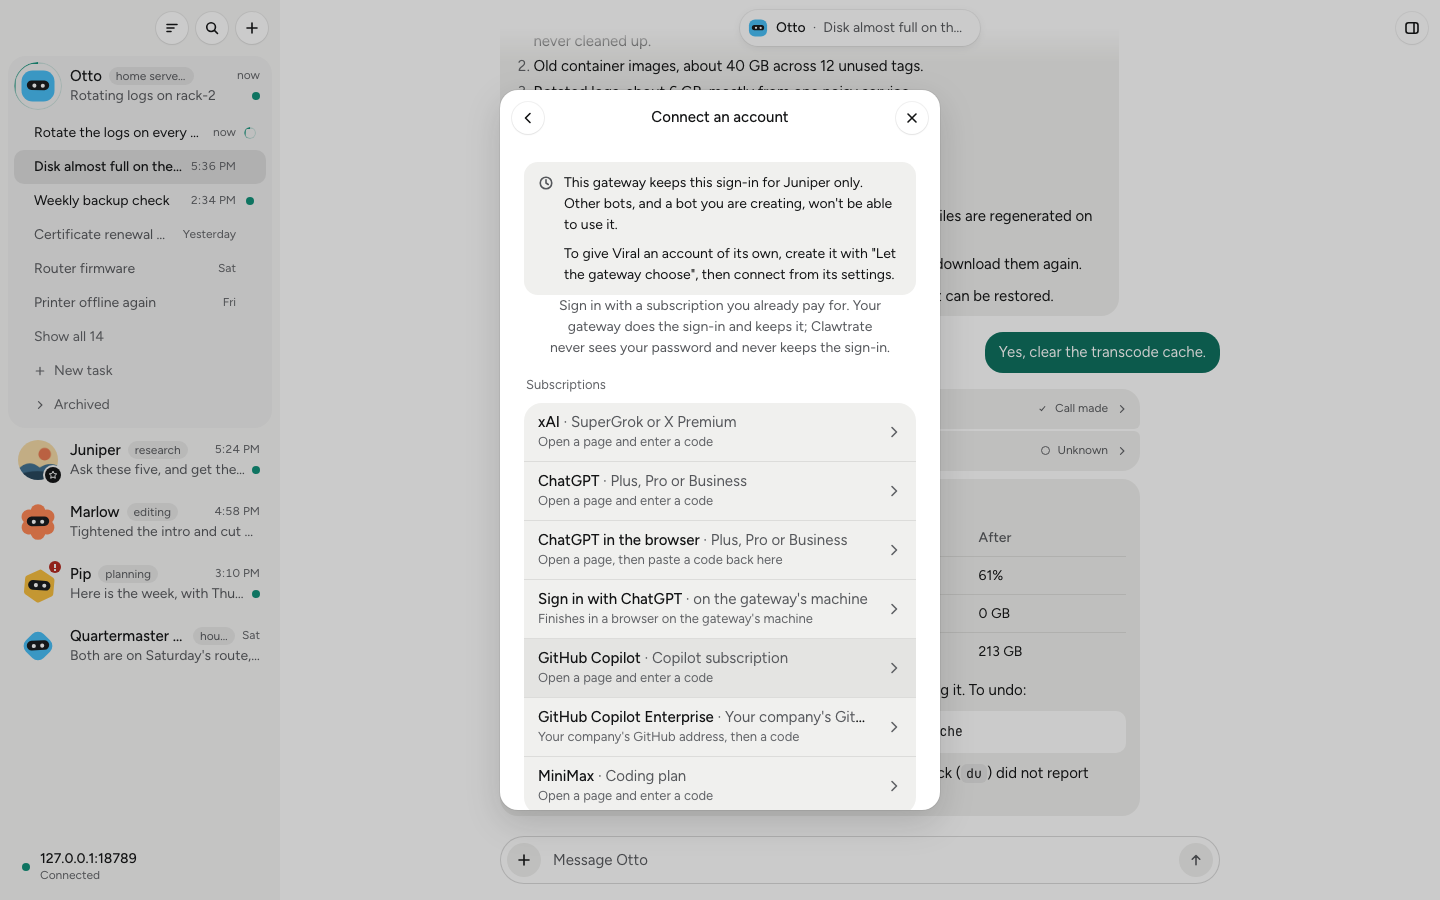 Otto
home serve...
now
Rotating logs on rack-2
Rotate the logs on every ...
now
Disk almost full on the...
5:36 PM
Weekly backup check
2:34 PM
Certificate renewal ...
Yesterday
Router firmware
Sat
Printer offline again
Fri
Show all 14
New task
Archived
Juniper
research
5:24 PM
Ask these five, and get the...
Marlow
editing
4:58 PM
Tightened the intro and cut ...
Pip
planning
3:10 PM
Here is the week, with Thu...
Quartermaster ...
hou...
Sat
Both are on Saturday's route,...
127.0.0.1:18789
Connected
Otto · Disk almost full on th...
never cleaned up.
2. Old container images, about 40 GB across 12 unused tags.
Connect an account
This gateway keeps this sign-in for Juniper only.
Other bots, and a bot you are creating, won't be able
to use it.
To give Viral an account of its own, create it with "Let
the gateway choose", then connect from its settings.
Sign in with a subscription you already pay for. Your
gateway does the sign-in and keeps it; Clawtrate
never sees your password and never keeps the sign-in.
Subscriptions
xAI · SuperGrok or X Premium
Open a page and enter a code
ChatGPT · Plus, Pro or Business
Open a page and enter a code
ChatGPT in the browser · Plus, Pro or Business
Open a page, then paste a code back here
Sign in with ChatGPT · on the gateway's machine
Finishes in a browser on the gateway's machine
GitHub Copilot · Copilot subscription
Open a page and enter a code
GitHub Copilot Enterprise · Your company's Git...
Your company's GitHub address, then a code
MiniMax · Coding plan
Open a page and enter a code
iles are regenerated on
download them again.
can be restored.
Yes, clear the transcode cache.
Call made
Unknown
After
61%
0 GB
213 GB
g it. To undo:
che
ck ( du ) did not report
Message Otto